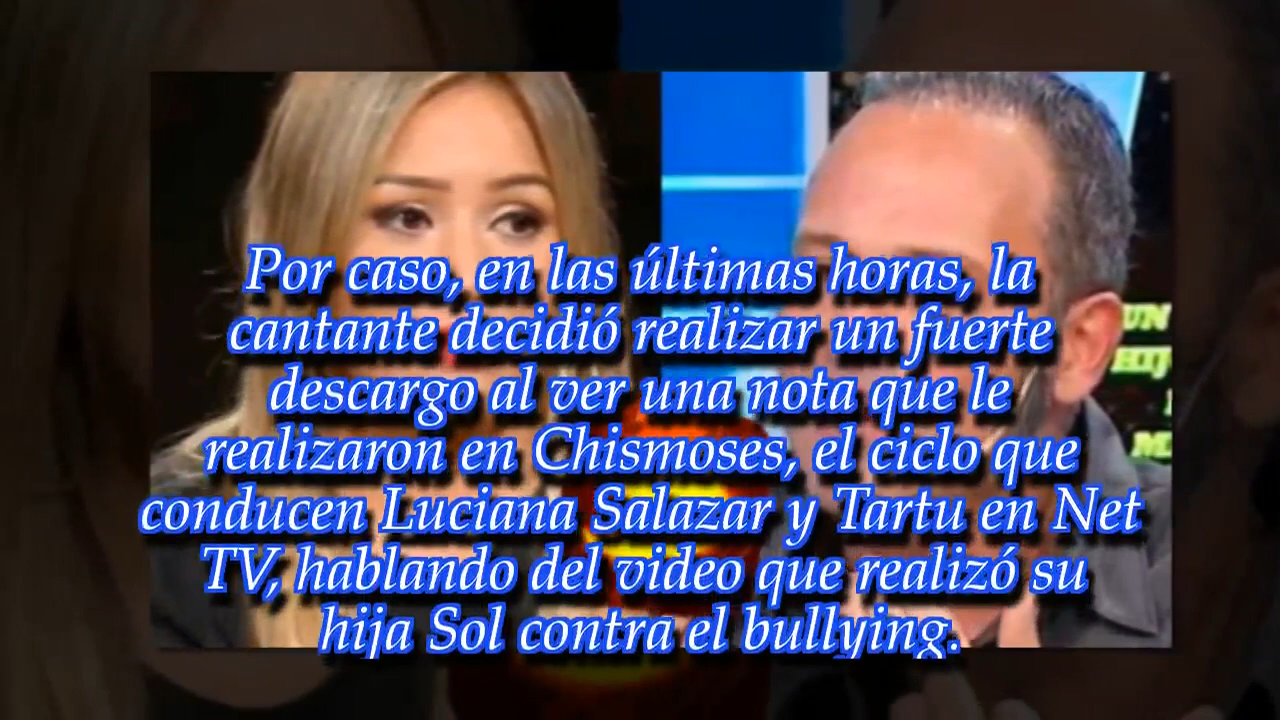 Por caso, en las últimas horas, la
cantante decidió realizar un fuerte
descargo al ver una nota que le
realizaron en Chismoses, el ciclo que
conducen Luciana Salazar y Tartu en Net
TV, hablando del video que realizó su
hija Sol contra el bullying.
UN